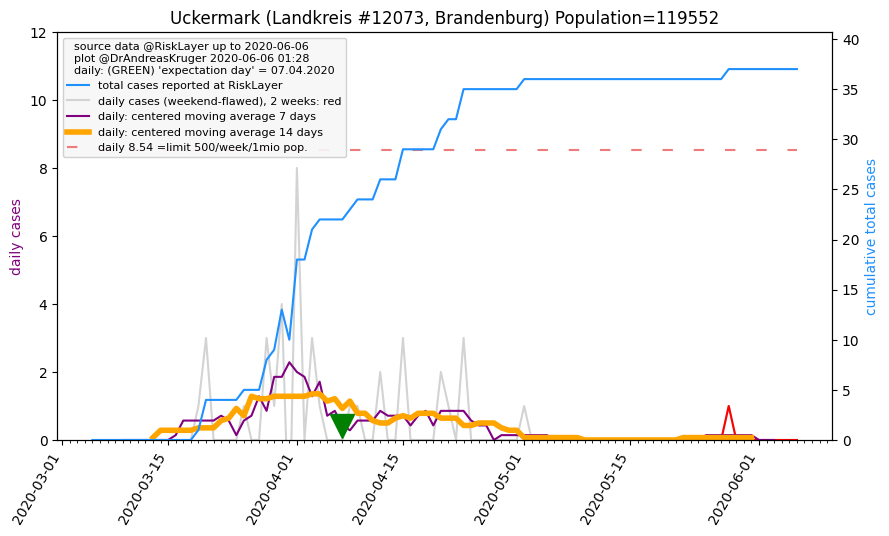 Uckermark (Landkreis #12073, Brandenburg) Population=119552
source data @RiskLayer up to 2020-06-06
plot @DrAndreasKruger 2020-06-06 01:28
daily: (GREEN) 'expectation day' = 07.04.2020
total cases reported at RiskLayer
daily cases (weekend-flawed), 2 weeks: red
daily: centered moving average 7 days
daily: centered moving average 14 days
daily 8.54 =limit 500/week/1mio pop.
daily cases
12
10
8
6
4
2
0
40
35
30
25
20
15
10
5
0
cumulative total cases
2020-03-01
2020-03-15
2020-04-01
2020-04-15
2020-05-01
2020-05-15
2020-06-01